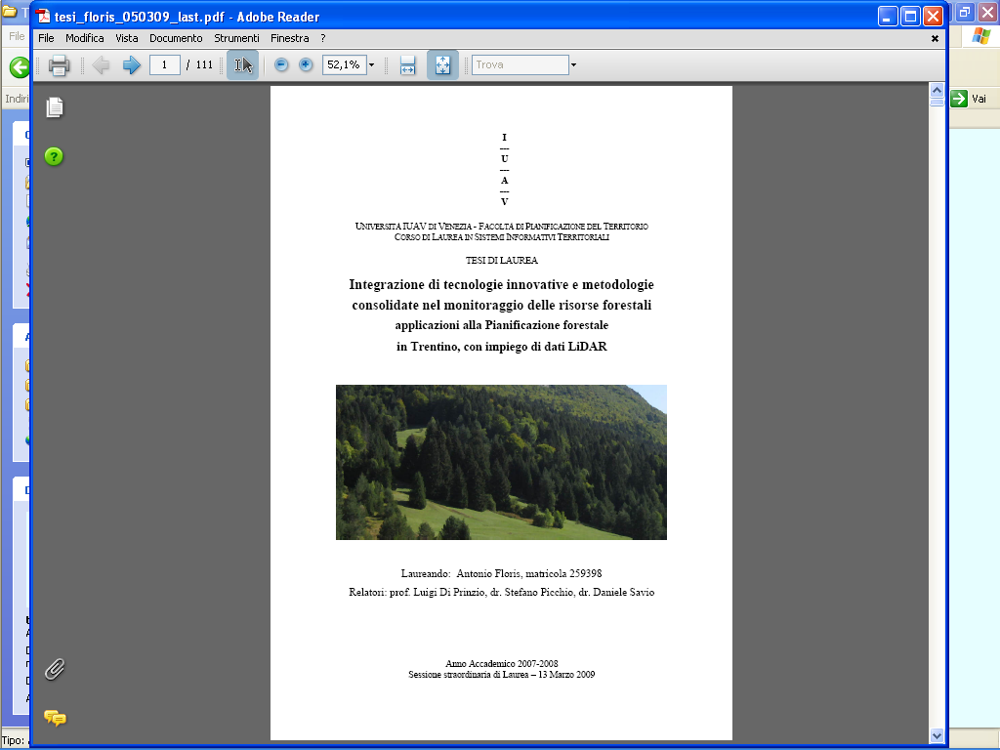 tesi_floris_050309_last.pdf - Adobe Reader
File
File Modifica Vista Documento Strumenti Finestra ?
1 / 111 52,1% Trova
Indiri
Vai
I
U
A
V
UNIVERSITÀ IUAV DI VENEZIA - FACOLTÀ DI PIANIFICAZIONE DEL TERRITORIO
CORSO DI LAUREA IN SISTEMI INFORMATIVI TERRITORIALI
TESI DI LAUREA
Integrazione di tecnologie innovative e metodologie
consolidate nel monitoraggio delle risorse forestali
applicazioni alla Pianificazione forestale
in Trentino, con impiego di dati LiDAR
Laureando: Antonio Floris, matricola 259398
Relatori: prof. Luigi Di Prinzio, dr. Stefano Picchio, dr. Daniele Savio
Anno Accademico 2007-2008
Sessione straordinaria di Laurea – 13 Marzo 2009
Tipo: